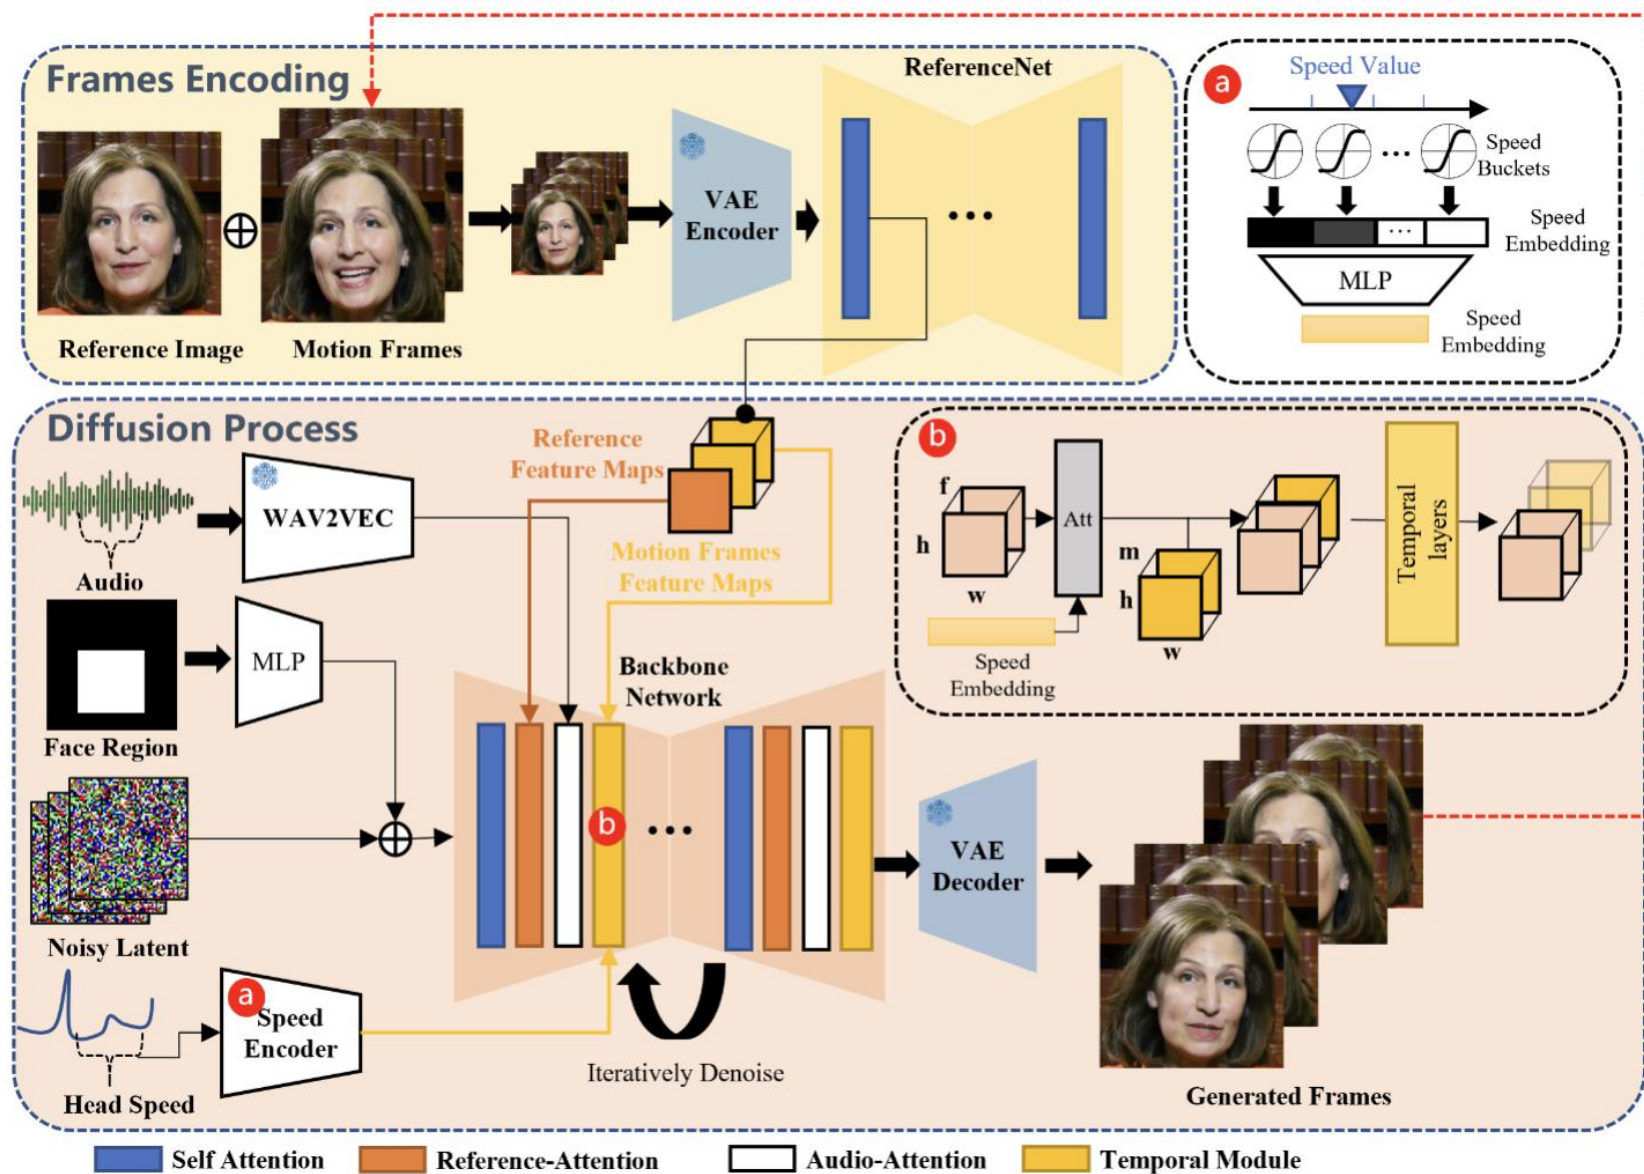 Frames Encoding
ReferenceNet
VAE
Encoder
Reference Image
Motion Frames
a
Speed Value
Speed
Buckets
...
Speed
Embedding
...
MLP
Speed
Embedding
Diffusion Process
Reference
Feature Maps
Motion Frames
Feature Maps
WAV2VEC
Audio
MLP
Face Region
Noisy Latent
a
Speed
Encoder
Head Speed
Backbone
Network
b
...
Iteratively Denoise
VAE
Decoder
Generated Frames
b
f
h
w
Att
Speed
Embedding
m
h
w
Temporal
layers
Self Attention
Reference-Attention
Audio-Attention
Temporal Module